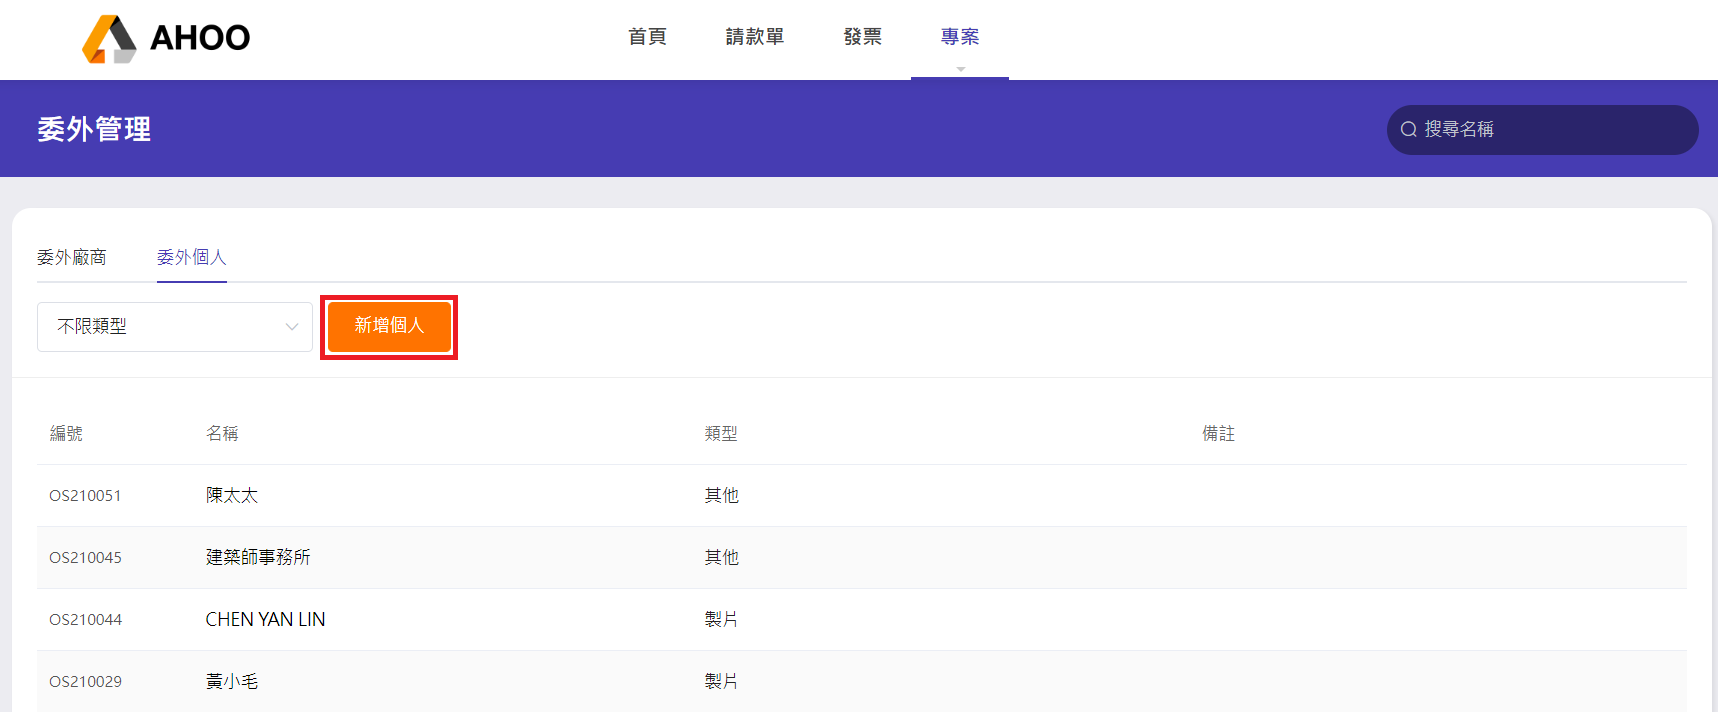 AHOO 首頁 請款單 發票 專案
委外管理 搜尋名稱
委外廠商 委外個人
不限類型 新增個人
編號 名稱 類型 備註
OS210051 陳太太 其他
OS210045 建築師事務所 其他
OS210044 CHEN YAN LIN 製片
OS210029 黃小毛 製片